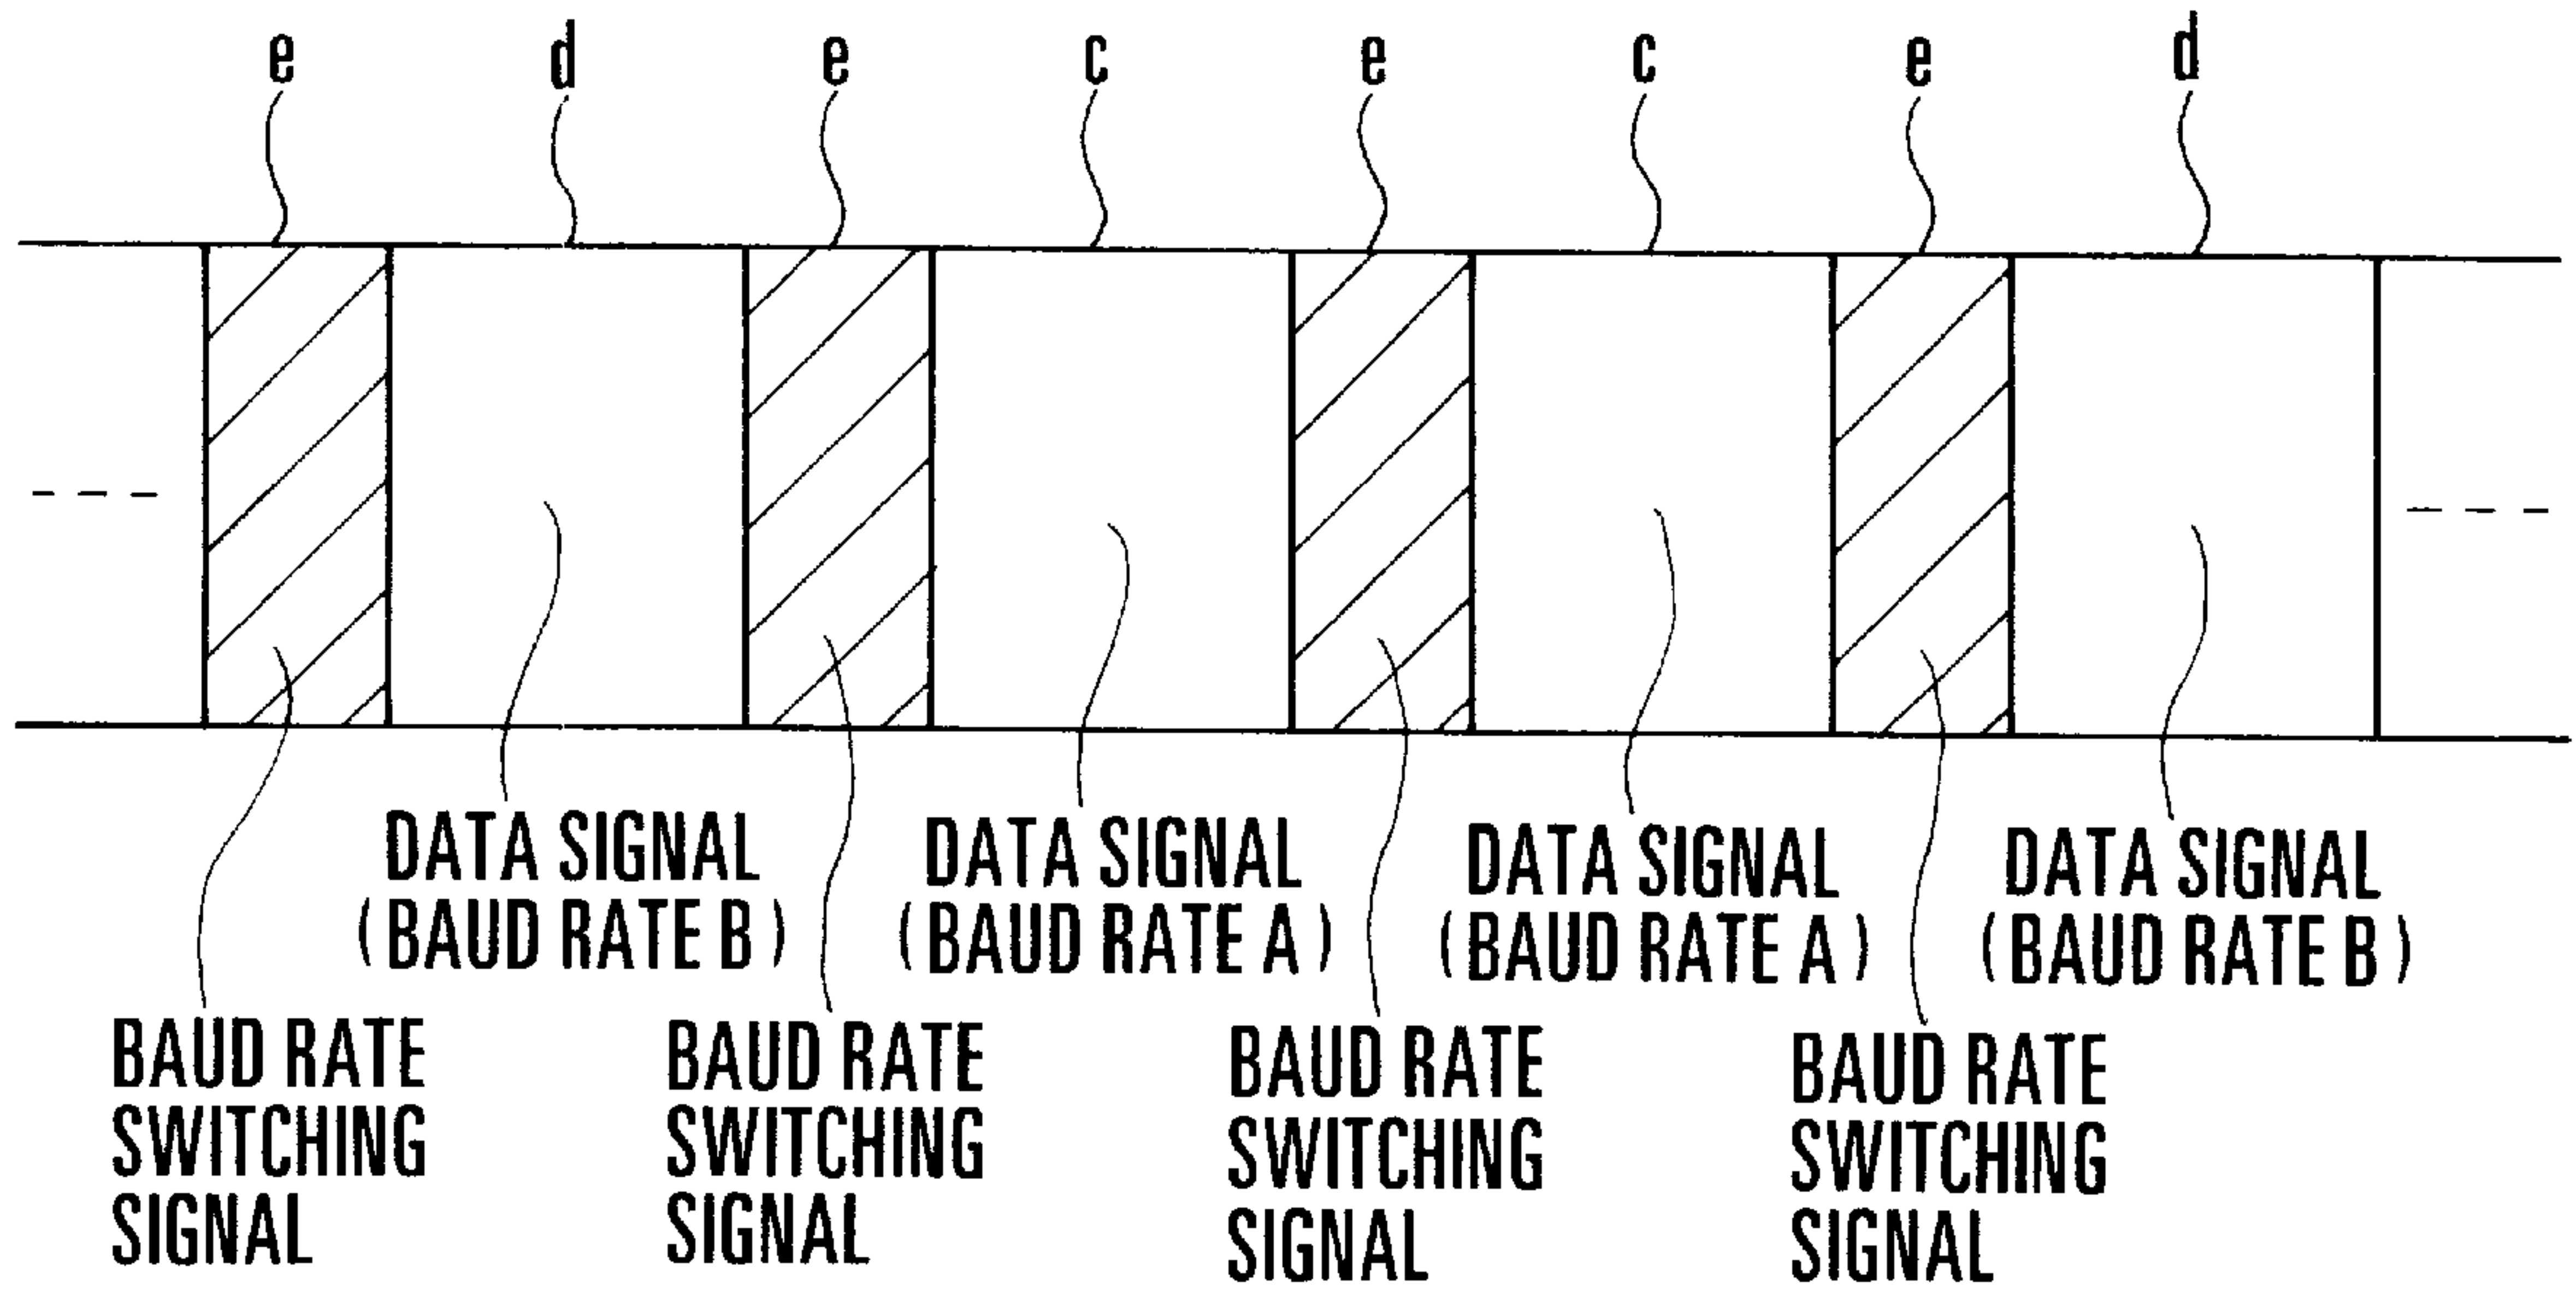 e d e c e c e d
DATA SIGNAL
(BAUD RATE B)
DATA SIGNAL
(BAUD RATE A)
DATA SIGNAL
(BAUD RATE A)
DATA SIGNAL
(BAUD RATE B)
BAUD RATE
SWITCHING
SIGNAL
BAUD RATE
SWITCHING
SIGNAL
BAUD RATE
SWITCHING
SIGNAL
BAUD RATE
SWITCHING
SIGNAL